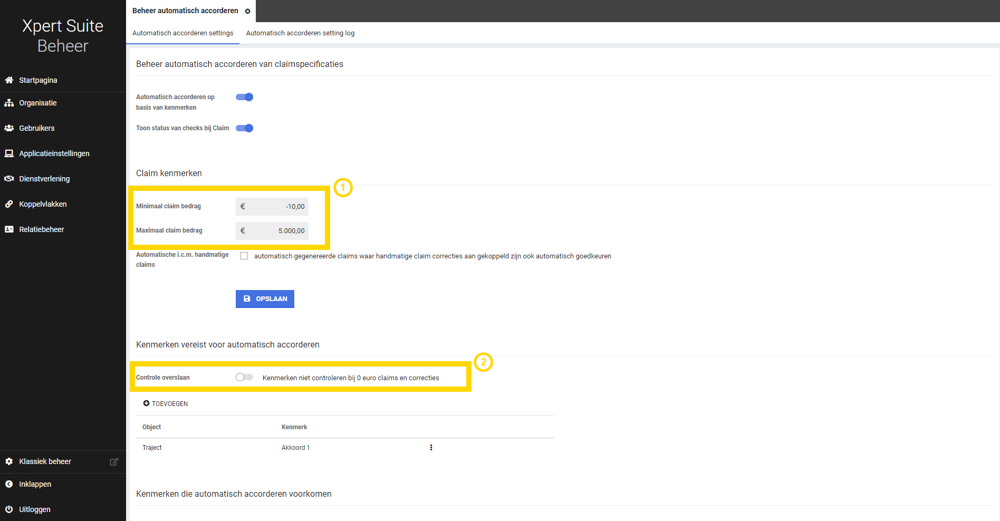 Xpert Suite
Beheer
Startpagina
Organisatie
Gebruikers
Applicatieinstellingen
Dienstverlening
Koppelvlakken
Relatiebeheer
Klassiek beheer
Inklappen
Uitloggen
Beheer automatisch accorderen
Automatisch accorderen settings
Automatisch accorderen setting log
Beheer automatisch accorderen van claimspecificaties
Automatisch accorderen op
basis van kenmerken
Toon status van checks bij Claim
Claim kenmerken
1
Minimaal claim bedrag € -10,00
Maximaal claim bedrag € 5.000,00
Automatische i.c.m. handmatige
claims
automatisch gegenereerde claims waar handmatige claim correcties aan gekoppeld zijn ook automatisch goedkeuren
OPSLAAN
Kenmerken vereist voor automatisch accorderen
2
Controle overslaan Kenmerken niet controleren bij 0 euro claims en correcties
TOEVOEGEN
Object Kenmerk
Traject Akkoord 1
Kenmerken die automatisch accorderen voorkomen